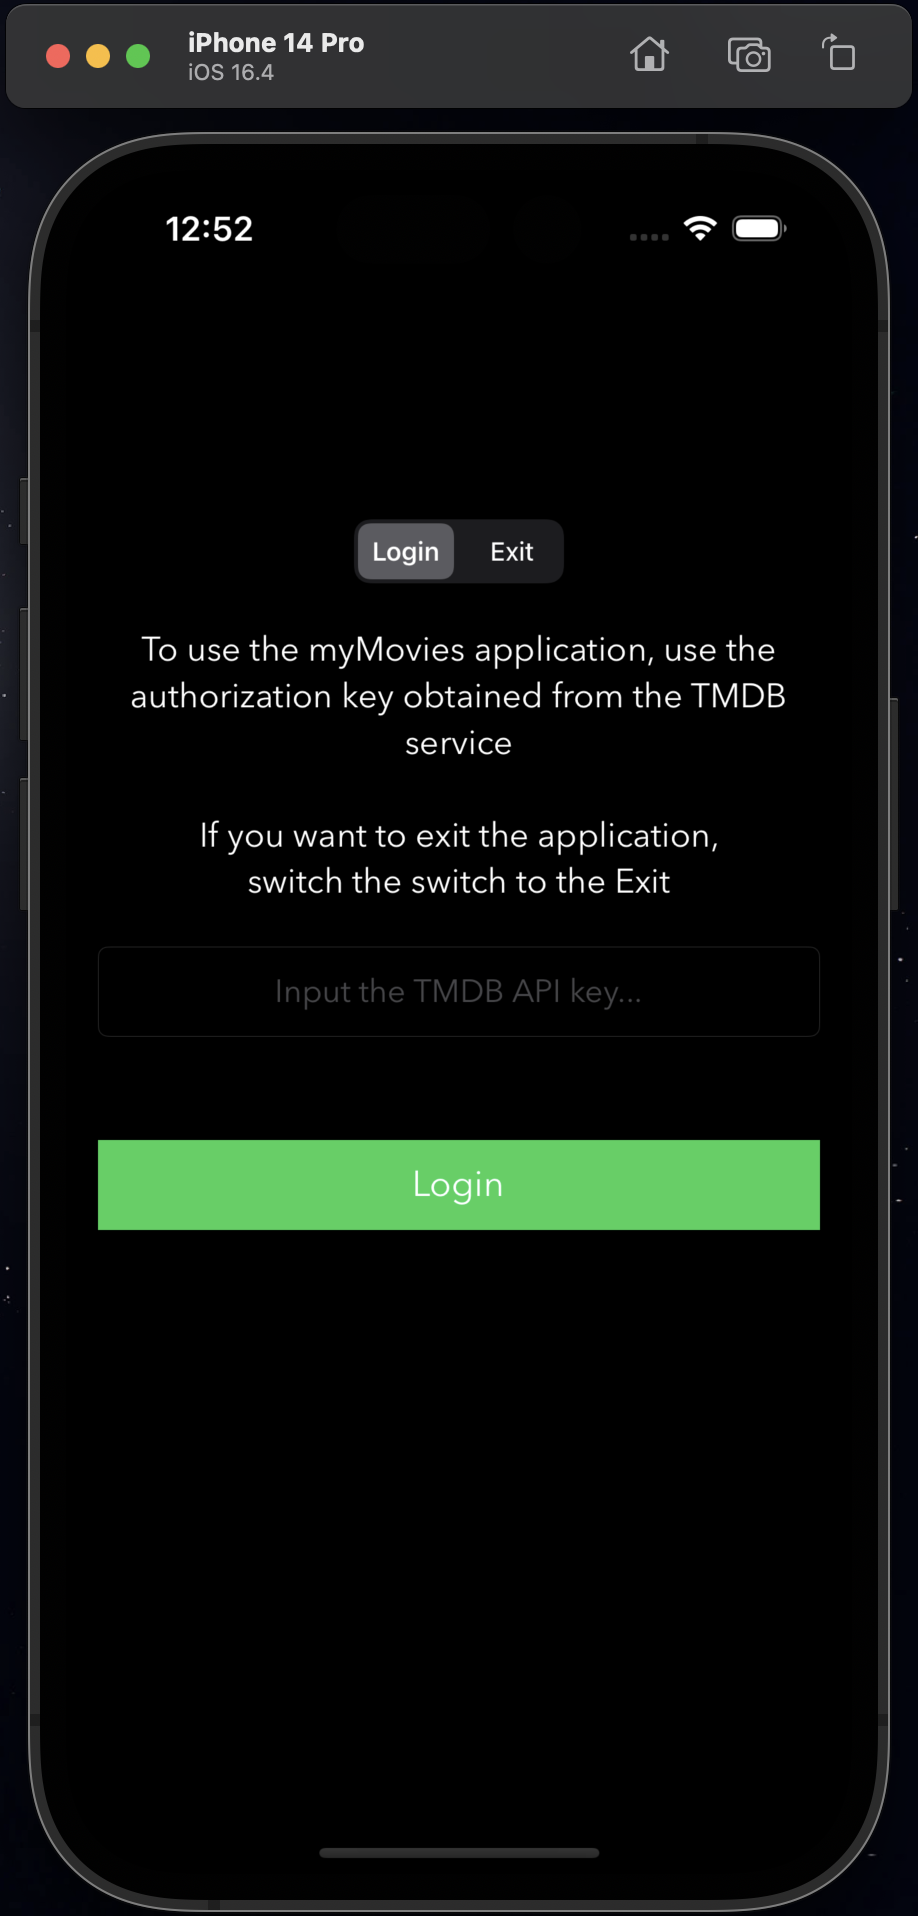 iPhone 14 Pro
iOS 16.4
12:52
Login Exit
To use the myMovies application, use the
authorization key obtained from the TMDB
service
If you want to exit the application,
switch the switch to the Exit
Input the TMDB API key...
Login